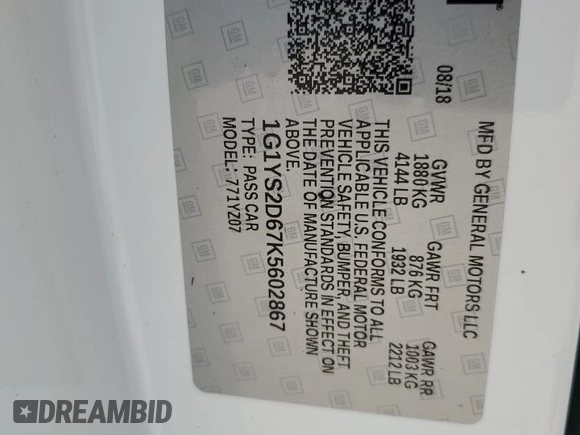 MFD BY GENERAL MOTORS LLC
08/18
GVWR
1880 KG
4144 LB
GAWR FRT
876 KG
1932 LB
GAWR RR
1003 KG
2212 LB
THIS VEHICLE CONFORMS TO ALL
APPLICABLE U.S. FEDERAL MOTOR
VEHICLE SAFETY, BUMPER, AND THEFT
PREVENTION STANDARDS IN EFFECT ON
THE DATE OF MANUFACTURE SHOWN
ABOVE.
1G1YS2D67K5602867
TYPE: PASS CAR
MODEL: 771YZ07
DREAMBID